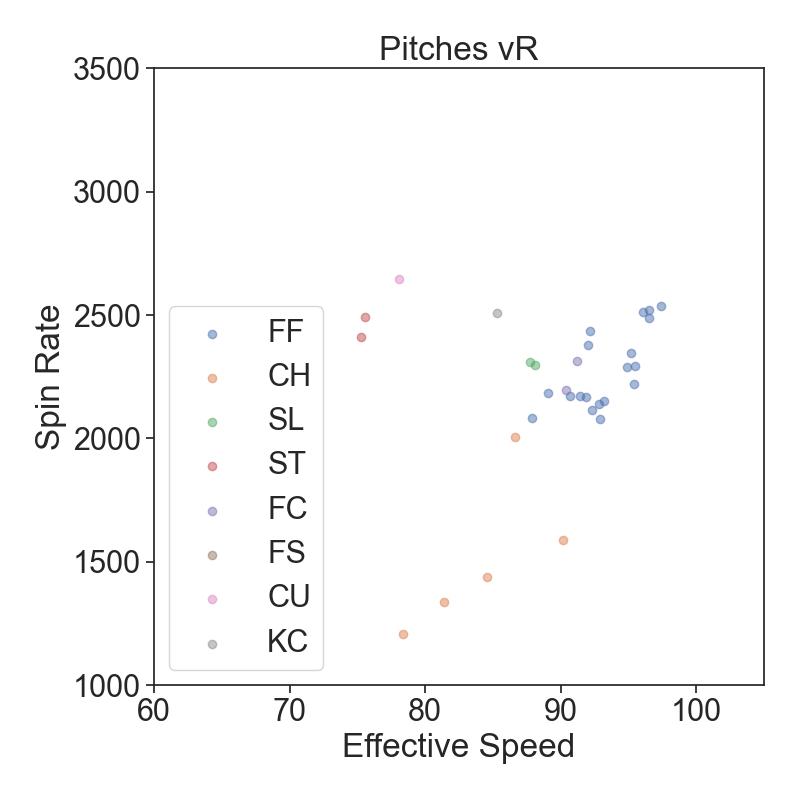 Pitches vR
3500
3000
2500
2000
1500
1000
Spin Rate
FF
CH
SL
ST
FC
FS
CU
KC
60 70 80 90 100
Effective Speed